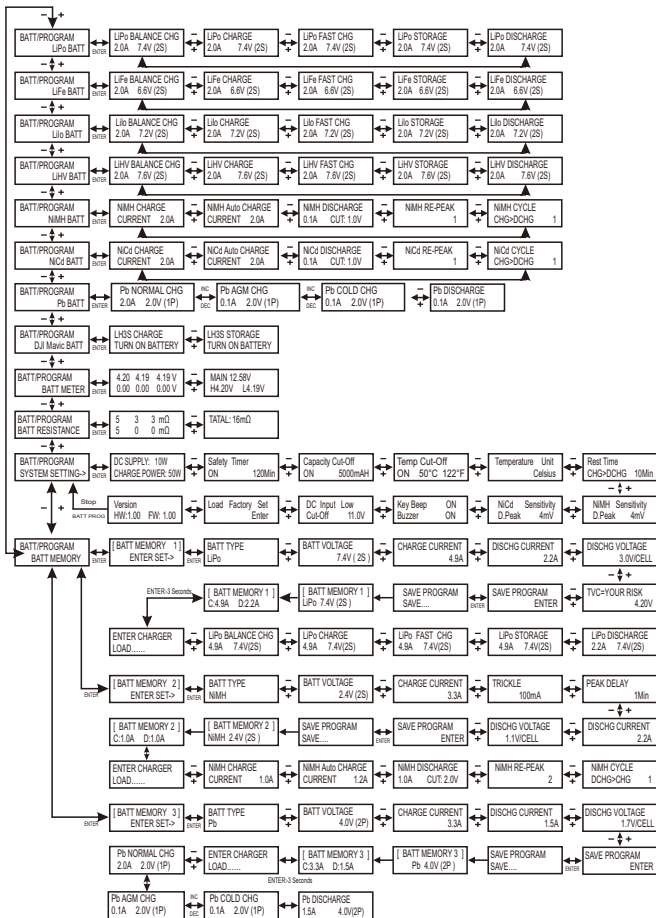 BATT/PROGRAM
LiPo BATT
ENTER
LiPo BALANCE CHG
2.0A 7.4V (2S)
LiPo CHARGE
2.0A 7.4V (2S)
LiPo FAST CHG
2.0A 7.4V (2S)
LiPo STORAGE
2.0A 7.4V (2S)
LiPo DISCHARGE
2.0A 7.4V (2S)
BATT/PROGRAM
LiFe BATT
ENTER
LiFe BALANCE CHG
2.0A 6.6V (2S)
LiFe CHARGE
2.0A 6.6V (2S)
LiFe FAST CHG
2.0A 6.6V (2S)
LiFe STORAGE
2.0A 6.6V (2S)
LiFe DISCHARGE
2.0A 6.6V (2S)
BATT/PROGRAM
LiIo BATT
ENTER
LiIo BALANCE CHG
2.0A 7.2V (2S)
LiIo CHARGE
2.0A 7.2V (2S)
LiIo FAST CHG
2.0A 7.2V (2S)
LiIo STORAGE
2.0A 7.2V (2S)
LiIo DISCHARGE
2.0A 7.2V (2S)
BATT/PROGRAM
LiHV BATT
ENTER
LiHV BALANCE CHG
2.0A 7.6V (2S)
LiHV CHARGE
2.0A 7.6V (2S)
LiHV FAST CHG
2.0A 7.6V (2S)
LiHV STORAGE
2.0A 7.6V (2S)
LiHV DISCHARGE
2.0A 7.6V (2S)
BATT/PROGRAM
NiMH BATT
ENTER
NiMH CHARGE
CURRENT 2.0A
NiMH Auto CHARGE
CURRENT 2.0A
NiMH DISCHARGE
0.1A CUT: 1.0V
NiMH RE-PEAK
1
NiMH CYCLE
CHG>DCHG 1
BATT/PROGRAM
NiCd BATT
ENTER
NiCd CHARGE
CURRENT 2.0A
NiCd Auto CHARGE
CURRENT 2.0A
NiCd DISCHARGE
0.1A CUT: 1.0V
NiCd RE-PEAK
1
NiCd CYCLE
CHG>DCHG 1
BATT/PROGRAM
Pb BATT
ENTER
Pb NORMAL CHG
2.0A 2.0V (1P)
INC
DEC
Pb AGM CHG
0.1A 2.0V (1P)
INC
DEC
Pb COLD CHG
0.1A 2.0V (1P)
Pb DISCHARGE
0.1A 2.0V (1P)
BATT/PROGRAM
DJI Mavic BATT
ENTER
LH3S CHARGE
TURN ON BATTERY
LH3S STORAGE
TURN ON BATTERY
BATT/PROGRAM
BATT METER
ENTER
4.20 4.19 4.19 V
0.00 0.00 0.00 V
MAIN 12.58V
H4.20V L4.19V
BATT/PROGRAM
BATT RESISTANCE
ENTER
5 3 3 mΩ
5 0 0 mΩ
TATAL: 16mΩ
BATT/PROGRAM
SYSTEM SETTING->
ENTER
DC SUPPLY: 10W
CHARGE POWER: 50W
Safety Timer
ON 120Min
Capacity Cut-Off
ON 5000mAH
Temp Cut-Off
ON 50°C 122°F
Temperature Unit
Celsius
Rest Time
CHG>DCHG 10Min
Stop
BATT PROG
Version
HW:1.00 FW: 1.00
Load Factory Set
Enter
DC Input Low
Cut-Off 11.0V
Key Beep ON
Buzzer ON
NiCd Sensitivity
D.Peak 4mV
NiMH Sensitivity
D.Peak 4mV
BATT/PROGRAM
BATT MEMORY
ENTER
[ BATT MEMORY 1]
ENTER SET->
ENTER
BATT TYPE
LiPo
BATT VOLTAGE
7.4V ( 2S )
CHARGE CURRENT
4.9A
DISCHG CURRENT
2.2A
DISCHG VOLTAGE
3.0V/CELL
ENTER>3 Seconds
[ BATT MEMORY 1 ]
C:4.9A D:2.2A
[ BATT MEMORY 1 ]
LiPo 7.4V (2S )
SAVE PROGRAM
SAVE....
ENTER
SAVE PROGRAM
ENTER
TVC=YOUR RISK
4.20V
ENTER CHARGER
LOAD......
LiPo BALANCE CHG
4.9A 7.4V(2S)
LiPo CHARGE
4.9A 7.4V(2S)
LiPo FAST CHG
4.9A 7.4V(2S)
LiPo STORAGE
4.9A 7.4V(2S)
LiPo DISCHARGE
2.2A 7.4V(2S)
ENTER
[ BATT MEMORY 2 ]
ENTER SET->
ENTER
BATT TYPE
NiMH
BATT VOLTAGE
2.4V (2S)
CHARGE CURRENT
3.3A
TRICKLE
100mA
PEAK DELAY
1Min
[ BATT MEMORY 2 ]
C:1.0A D:1.0A
[ BATT MEMORY 2 ]
NiMH 2.4V (2S )
SAVE PROGRAM
SAVE....
ENTER
SAVE PROGRAM
ENTER
DISCHG VOLTAGE
1.1V/CELL
DISCHG CURRENT
2.2A
ENTER CHARGER
LOAD......
NiMH CHARGE
CURRENT 1.0A
NiMH Auto CHARGE
CURRENT 1.2A
NiMH DISCHARGE
1.0A CUT: 2.0V
NiMH RE-PEAK
2
NiMH CYCLE
DCHG>CHG 1
ENTER
[ BATT MEMORY 3 ]
ENTER SET->
ENTER
BATT TYPE
Pb
BATT VOLTAGE
4.0V (2P)
CHARGE CURRENT
3.3A
DISCHG CURRENT
1.5A
DISCHG VOLTAGE
1.7V/CELL
Pb NORMAL CHG
2.0A 2.0V (1P)
ENTER CHARGER
LOAD......
ENTER>3 Seconds
[ BATT MEMORY 3 ]
C:3.3A D:1.5A
[ BATT MEMORY 3 ]
Pb 4.0V (2P )
SAVE PROGRAM
SAVE....
ENTER
SAVE PROGRAM
ENTER
Pb AGM CHG
0.1A 2.0V (1P)
INC
DEC
Pb COLD CHG
0.1A 2.0V (1P)
Pb DISCHARGE
1.5A 4.0V(2P)